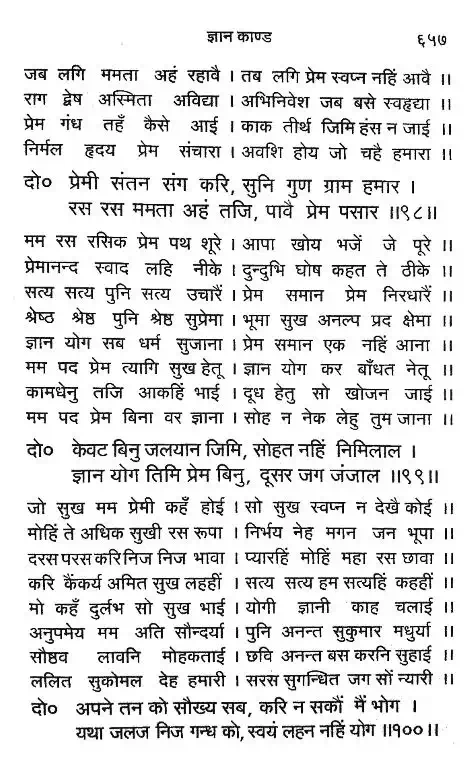 ज्ञान काण्ड ६५७
जब लगि ममता अहं रहावै । तब लगि प्रेम स्वप्न नहिं आवै ॥
राग द्वेष अस्मिता अविद्या । अभिनिवेश जब बसे स्वहृद्या ॥
प्रेम गंध तहँ कैसे आई । काक तीर्थ जिमि हंस न जाई ॥
निर्मल हृदय प्रेम संचारा । अवशि होय जो चहै हमारा ॥
दो० प्रेमी संतन संग करि, सुनि गुण ग्राम हमार ।
रस रस ममता अहं तजि, पावै प्रेम पसार ॥९८॥
मम रस रसिक प्रेम पथ शूरे । आपा खोय भजें जे पूरे ॥
प्रेमानन्द स्वाद लहि नीके । दुन्दुभि घोष कहत ते ठीके ॥
सत्य सत्य पुनि सत्य उचारैं । प्रेम समान प्रेम निरधारैं ॥
श्रेष्ठ श्रेष्ठ पुनि श्रेष्ठ सुप्रेमा । भूमा सुख अनल्प प्रद क्षेमा ॥
ज्ञान योग सब धर्म सुजाना । प्रेम समान एक नहिं आना ॥
मम पद प्रेम त्यागि सुख हेतू । ज्ञान योग कर बाँधत नेतू ॥
कामधेनु तजि आकहिं भाई । दूध हेतु सो खोजन जाई ॥
मम पद प्रेम बिना वर ज्ञाना । सोह न नेक लेहु तुम जाना ॥
दो० केवट बिनु जलयान जिमि, सोहत नहिं निमिलाल ।
ज्ञान योग तिमि प्रेम बिनु, दूसर जग जंजाल ॥९९॥
जो सुख मम प्रेमी कहँ होई । सो सुख स्वप्न न देखै कोई ॥
मोहिं ते अधिक सुखी रस रूपा । निर्भय नेह मगन जन भूपा ॥
दरस परस करि निज निज भावा । प्यारहिं मोहिं महा रस छावा ॥
करि कैंकर्य अमित सुख लहहीं । सत्य सत्य हम सत्यहिं कहहीं ॥
मो कहँ दुर्लभ सो सुख भाई । योगी ज्ञानी काह चलाई ॥
अनुपमेय मम अति सौन्दर्या । पुनि अनन्त सुकुमार मधुर्या ॥
सौष्ठव लावनि मोहकताई । छवि अनन्त बस करनि सुहाई ॥
ललित सुकोमल देह हमारी । सरस सुगन्धित जग सों न्यारी ॥
दो० अपने तन को सौख्य सब, करि न सकौं मैं भोग ।
यथा जलज निज गन्ध को, स्वयं लहन नहिं योग ॥१००॥